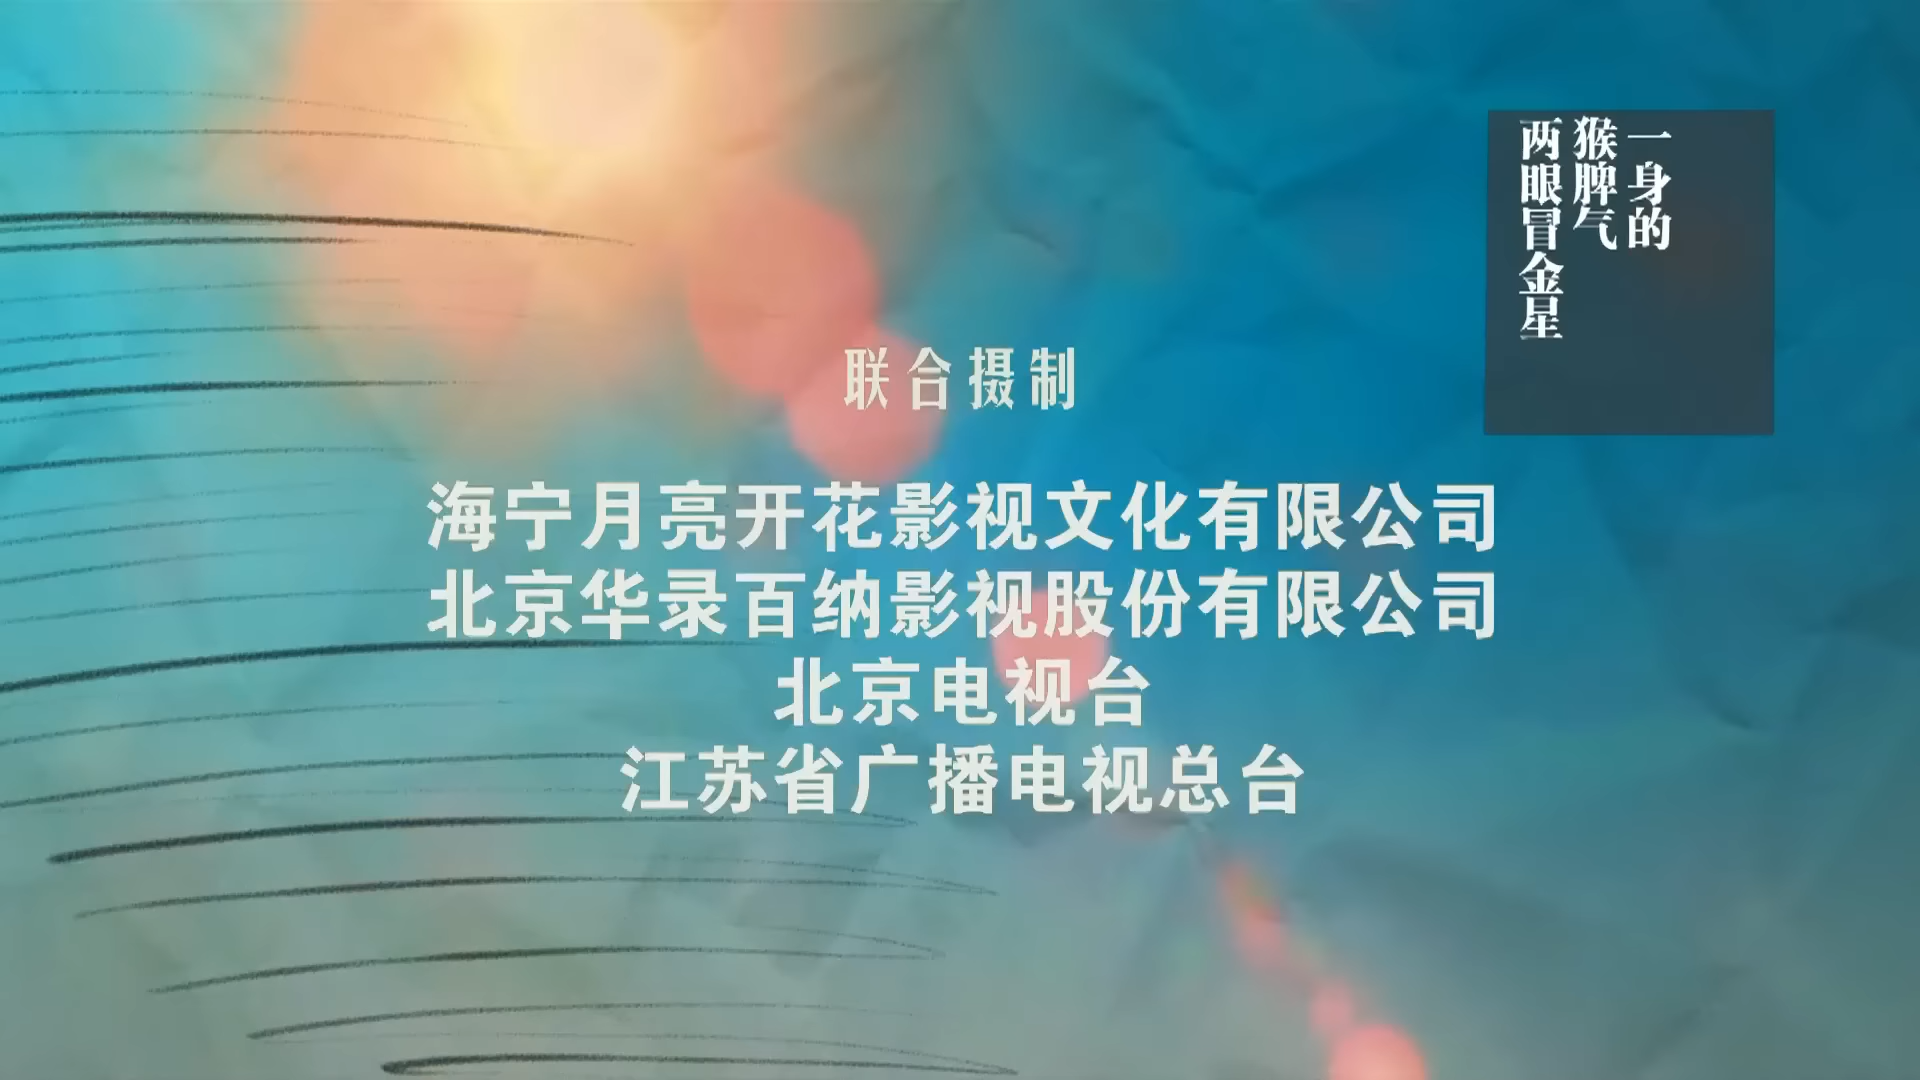 一身的
猴脾气
两眼冒金星
联合摄制
海宁月亮开花影视文化有限公司
北京华录百纳影视股份有限公司
北京电视台
江苏省广播电视总台